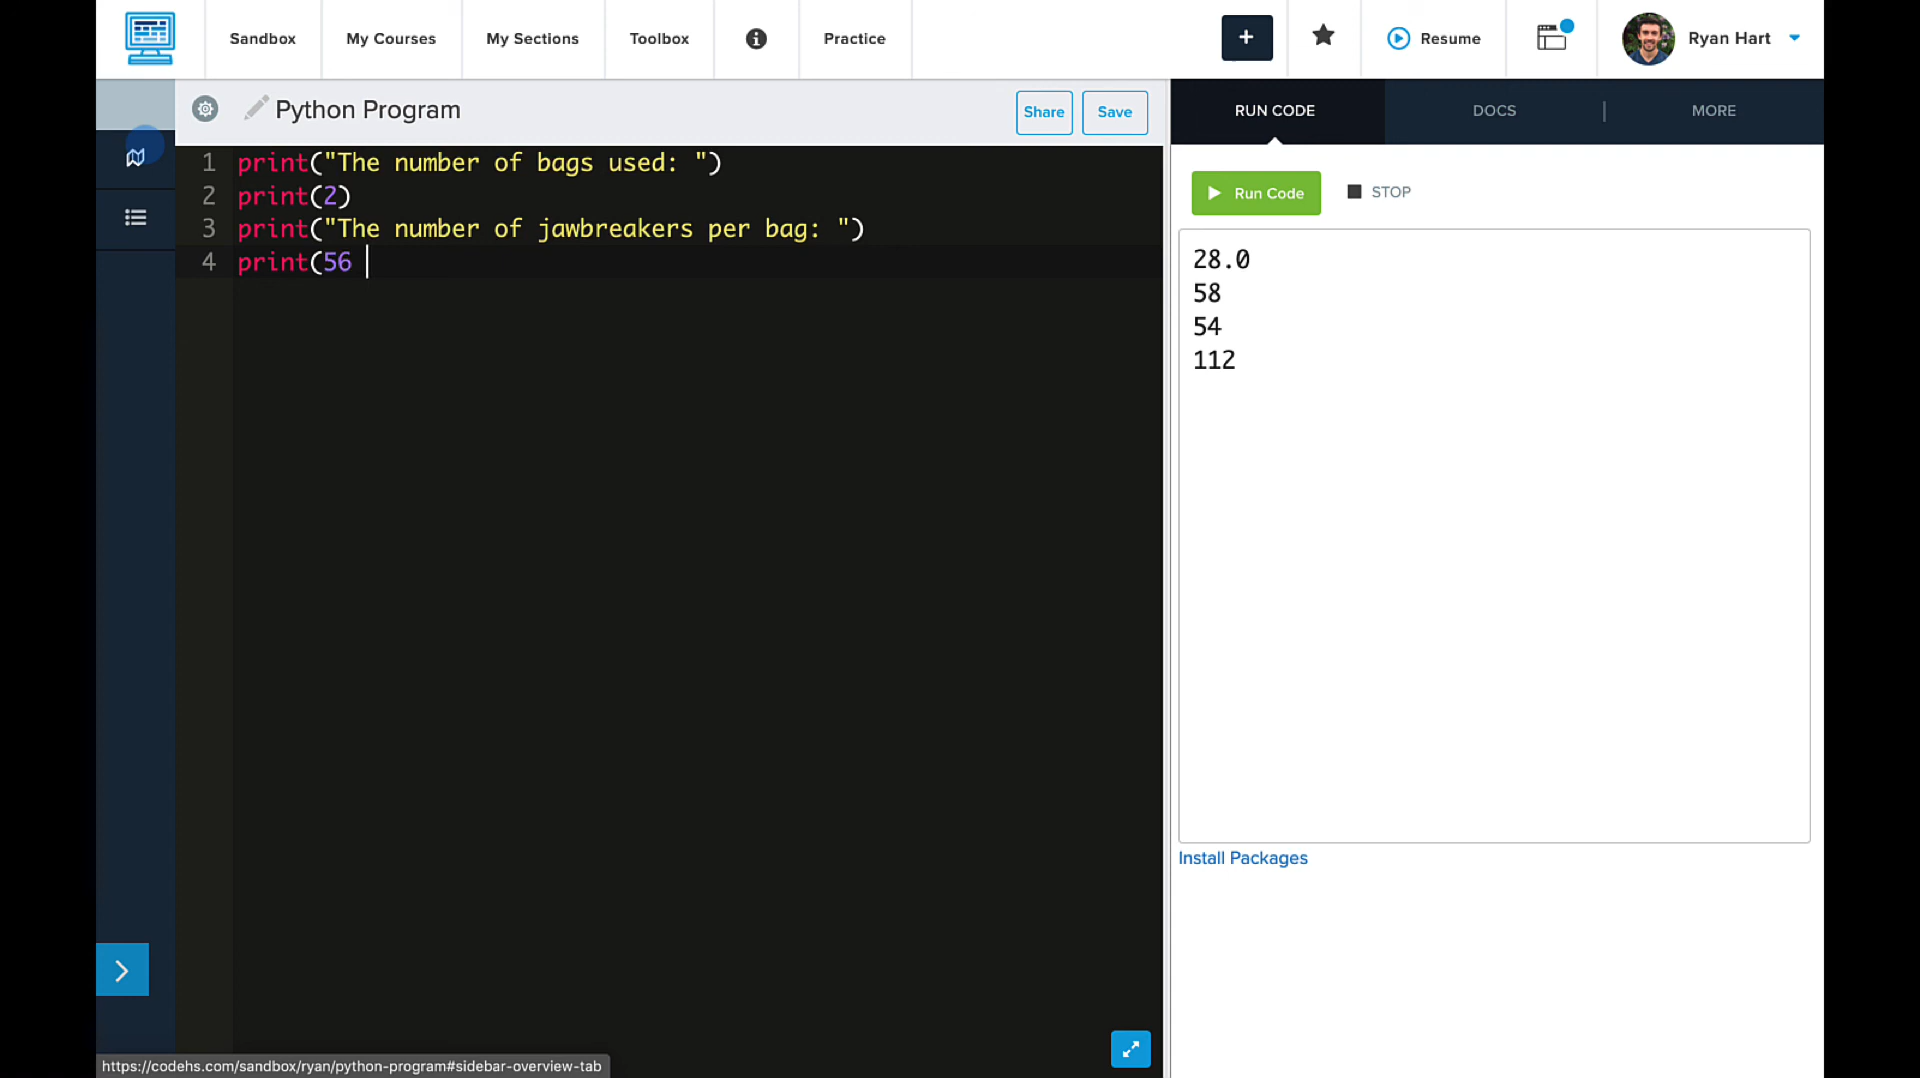 Sandbox
My Courses
My Sections
Toolbox
Practice
+
Resume
Ryan Hart
Python Program
Share
Save
RUN CODE
DOCS
|
MORE
1 print("The number of bags used: ")
2 print(2)
3 print("The number of jawbreakers per bag: ")
4 print(56
Run Code
STOP
28.0
58
54
112
Install Packages
https://codehs.com/sandbox/ryan/python-program#sidebar-overview-tab